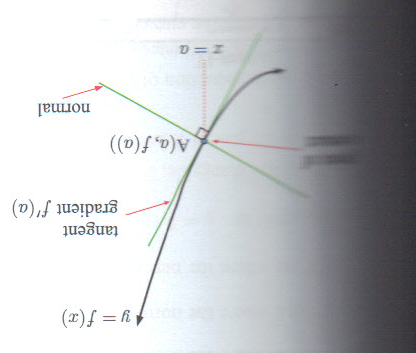 y = f(x)
tangent
gradient f′(a)
A(a, f(a))
normal
x = a